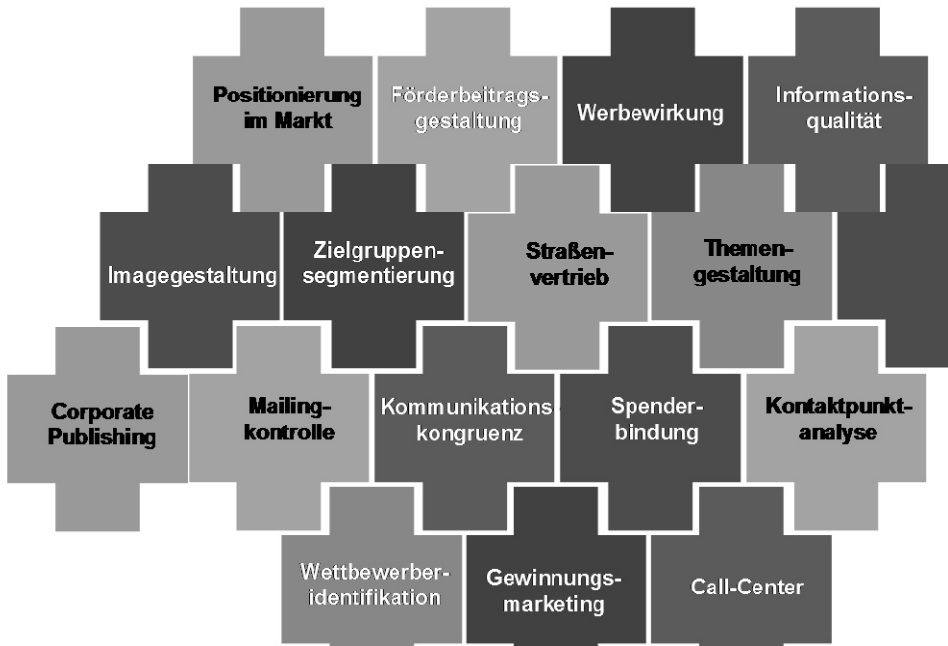 Positionierung
im Markt
Förderbeitrags-
gestaltung
Werbewirkung
Informations-
qualität
Imagegestaltung
Zielgruppen-
segmentierung
Straßen-
vertrieb
Themen-
gestaltung
Corporate
Publishing
Mailing-
kontrolle
Kommunikations
kongruenz
Spender-
bindung
Kontaktpunkt-
analyse
Wettbewerber-
identifikation
Gewinnungs-
marketing
Call-Center